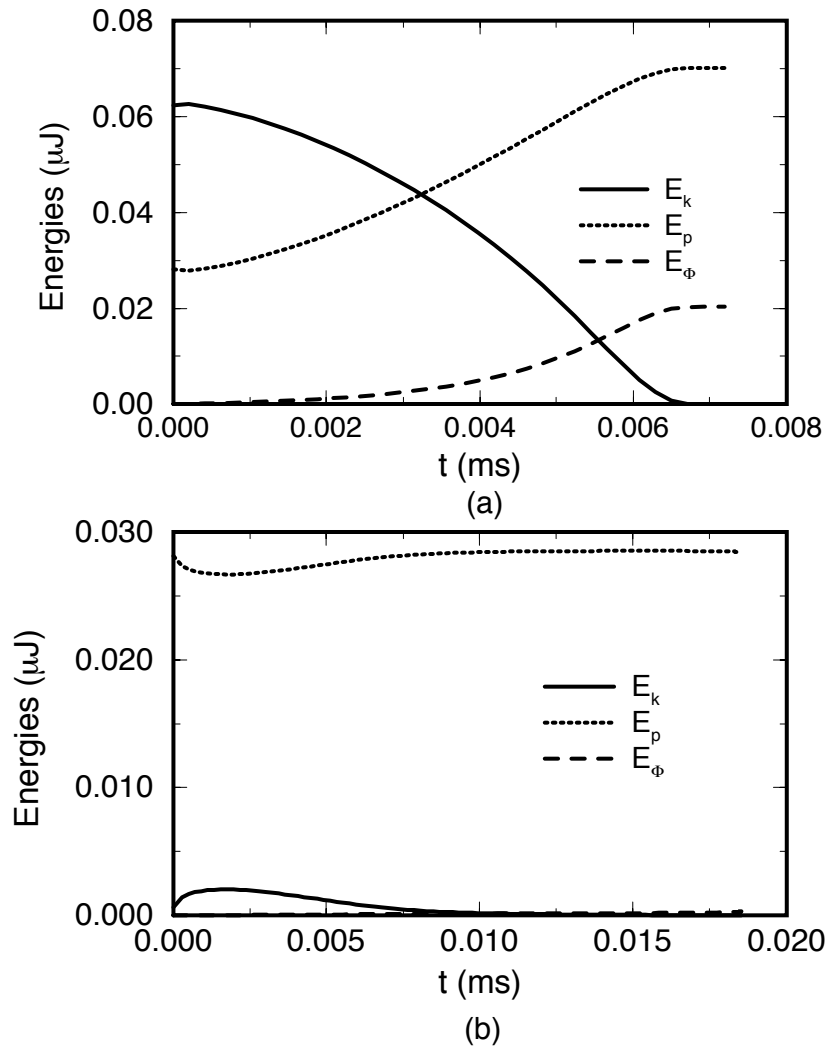 0.08
0.06
0.04
0.02
0.00
Energies (μJ)
E_k
E_p
E_Φ
0.000 0.002 0.004 0.006 0.008
t (ms)
(a)
0.030
0.020
0.010
0.000
Energies (μJ)
E_k
E_p
E_Φ
0.000 0.005 0.010 0.015 0.020
t (ms)
(b)